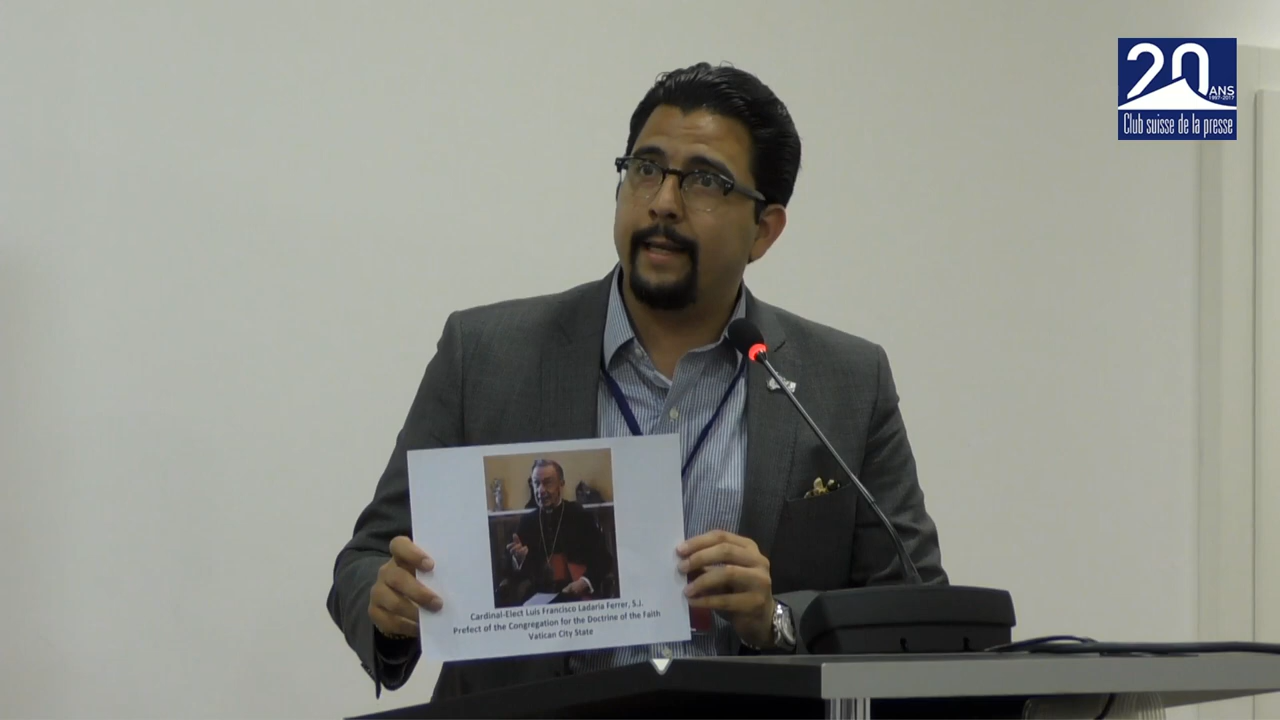 20
ANS
1997-2017
Club suisse de la presse
Cardinal-Elect Luis Francisco Ladaria Ferrer, S.J.
Prefect of the Congregation for the Doctrine of the Faith
Vatican City State